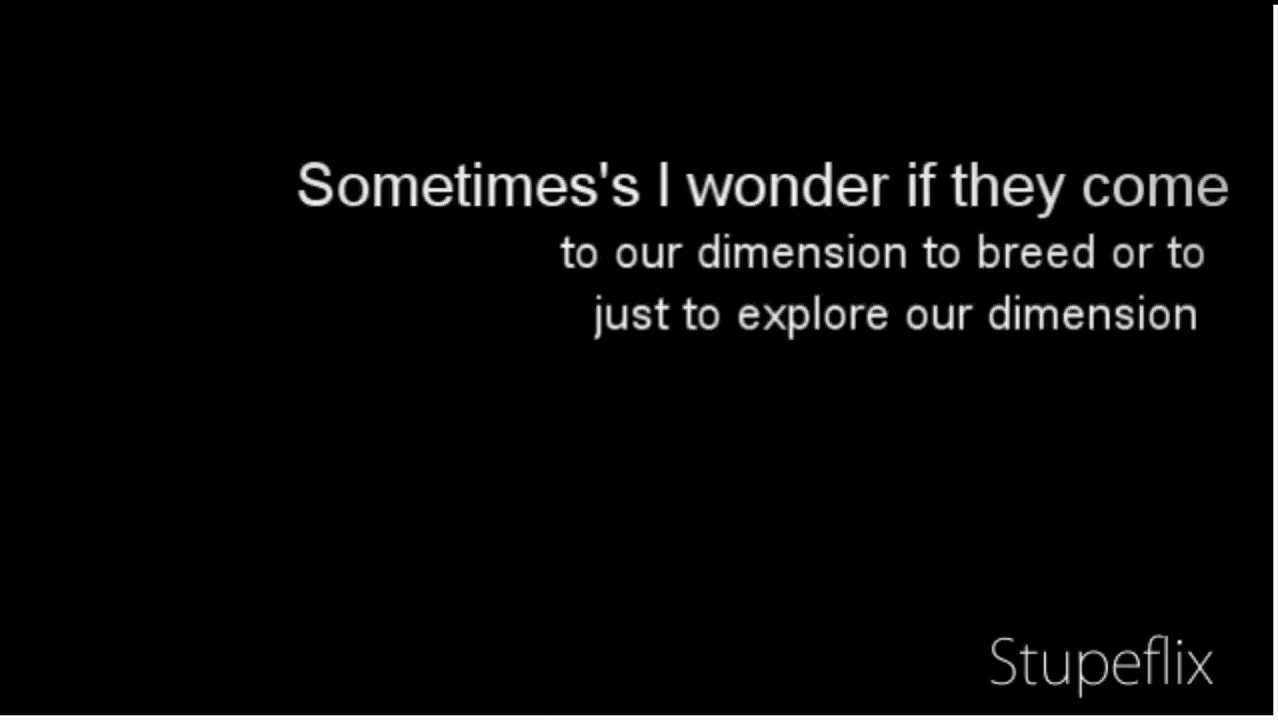 Sometimes's I wonder if they come
to our dimension to breed or to
just to explore our dimension
Stupeflix